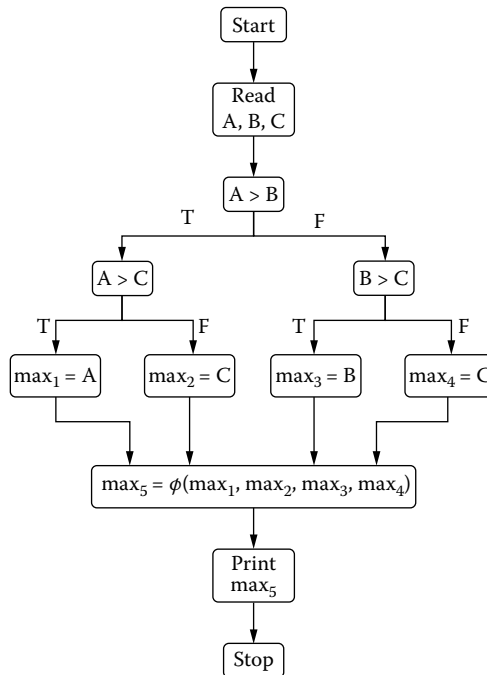 Start
Read
A, B, C
A > B
T F
A > C B > C
T F T F
max₁ = A max₂ = C max₃ = B max₄ = C
max₅ = ϕ(max₁, max₂, max₃, max₄)
Print
max₅
Stop